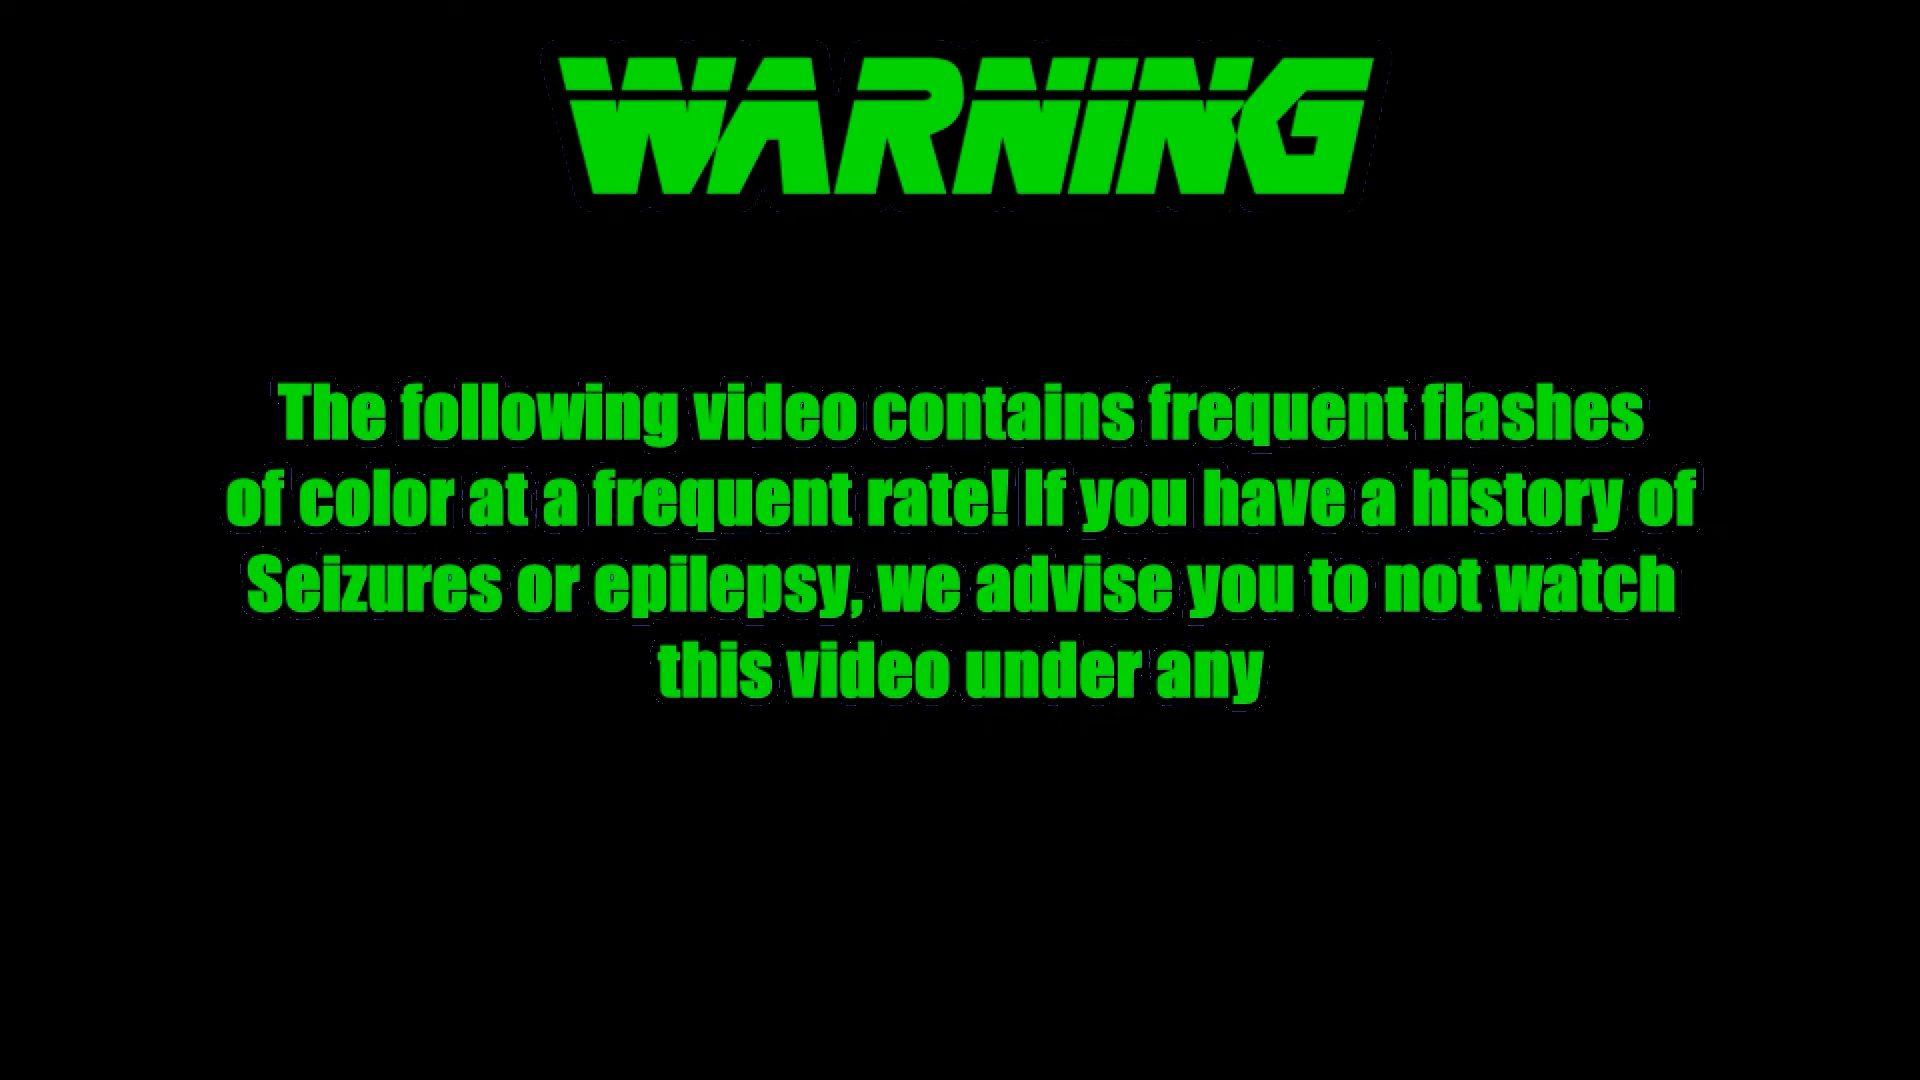 WARNING
The following video contains frequent flashes
of color at a frequent rate! If you have a history of
Seizures or epilepsy, we advise you to not watch
this video under any